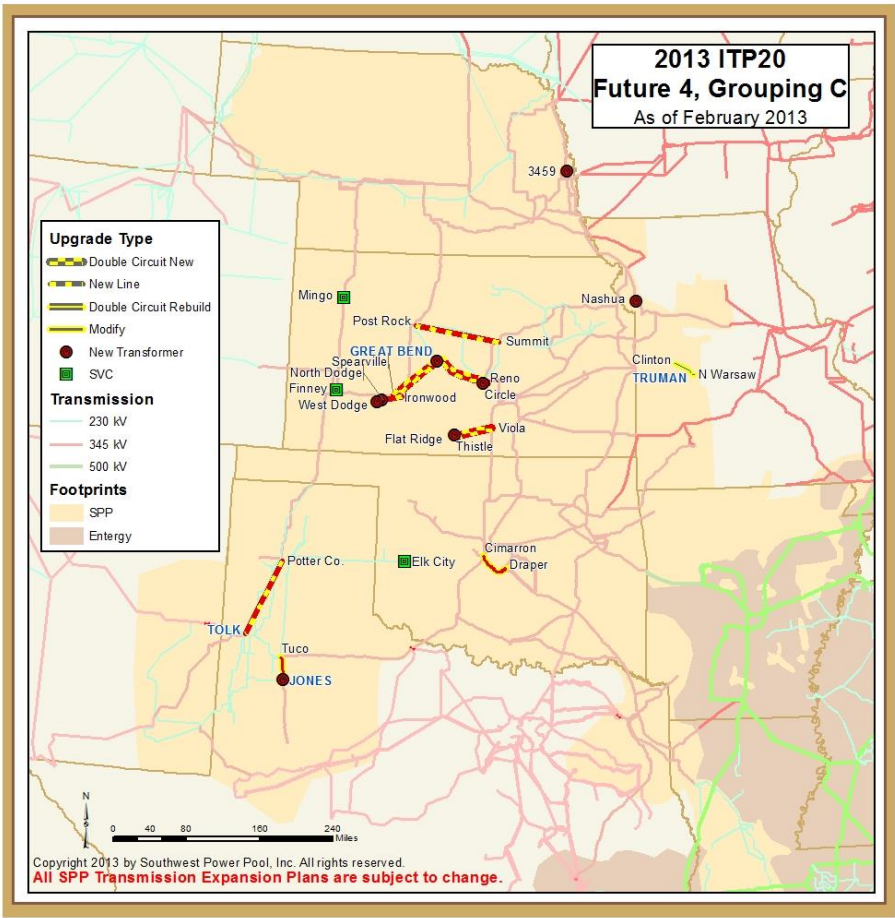 2013 ITP20
Future 4, Grouping C
As of February 2013
3459
Upgrade Type
Double Circuit New
New Line
Double Circuit Rebuild
Modify
New Transformer
SVC
Transmission
230 kV
345 kV
500 kV
Footprints
SPP
Entergy
Mingo
Nashua
Post Rock
Summit
GREAT BEND
Spearville
Clinton
North Dodge
N Warsaw
TRUMAN
Reno
Finney
Circle
Ironwood
West Dodge
Viola
Flat Ridge
Thistle
Cimarron
Potter Co.
Elk City
Draper
TOLK
Tuco
JONES
N
0 40 80 160 240
Miles
Copyright 2013 by Southwest Power Pool, Inc. All rights reserved.
All SPP Transmission Expansion Plans are subject to change.